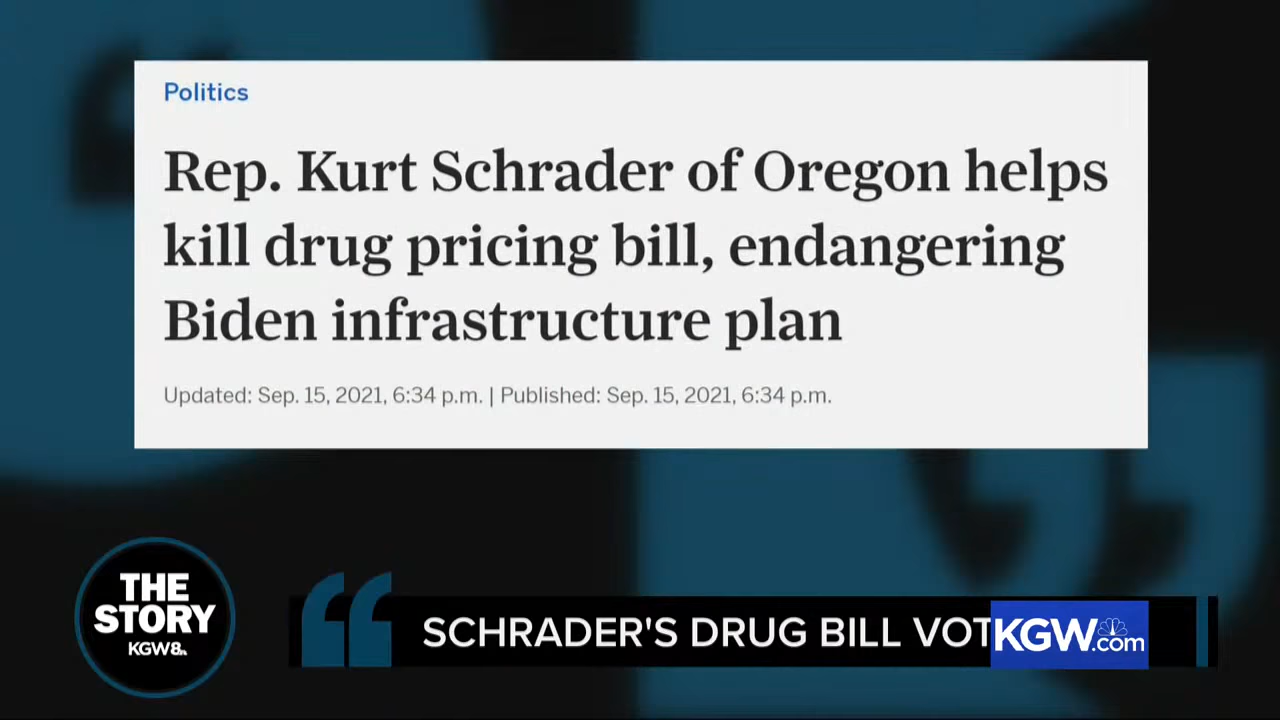 Politics
Rep. Kurt Schrader of Oregon helps
kill drug pricing bill, endangering
Biden infrastructure plan
Updated: Sep. 15, 2021, 6:34 p.m. | Published: Sep. 15, 2021, 6:34 p.m.
THE
STORY
KGW8
SCHRADER'S DRUG BILL VOT
KGW.com